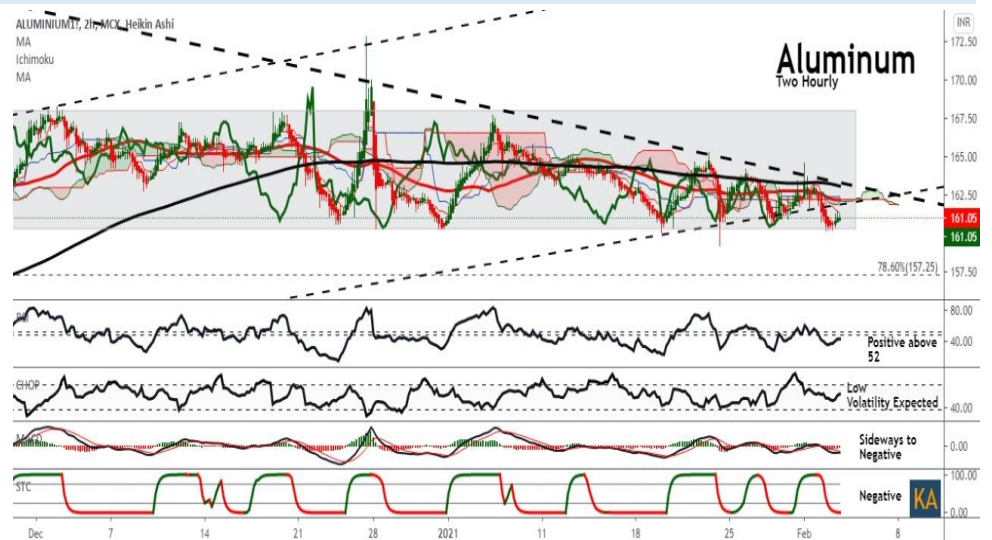 ALUMINIUM1!, 2h, MCX, Heikin Ashi
MA
Ichimoku
MA
INR
Aluminum
Two Hourly
172.50
170.00
167.50
165.00
162.50
161.05
161.05
78.60%(157.25)
157.50
RSI
80.00
Positive above
52
40.00
CHOP
Low
Volatility Expected
40.00
MACD
Sideways to
Negative
0.00
STC
100.00
Negative
KA
0.00
Dec
7
14
21
28
2021
11
18
25
Feb
8